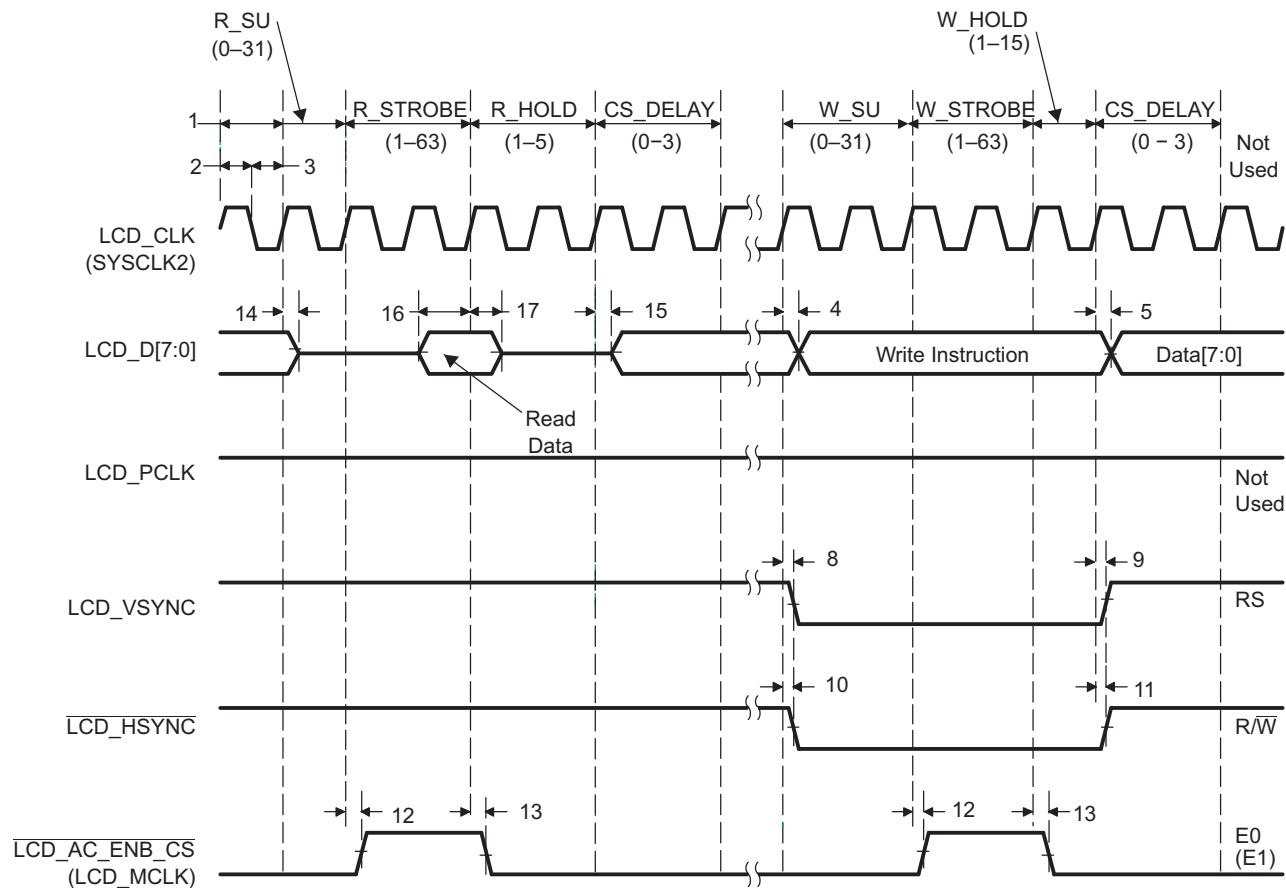 R_SU
(0–31)
W_HOLD
(1–15)
1
R_STROBE
(1–63)
R_HOLD
(1–5)
CS_DELAY
(0–3)
W_SU
(0–31)
W_STROBE
(1–63)
CS_DELAY
(0 – 3)
Not
Used
2
3
LCD_CLK
(SYSCLK2)
14
16
17
15
4
5
LCD_D[7:0]
Write Instruction
Data[7:0]
Read
Data
LCD_PCLK
Not
Used
8
9
LCD_VSYNC
RS
10
11
LCD_HSYNC
R/W
12
13
12
13
LCD_AC_ENB_CS
(LCD_MCLK)
E0
(E1)